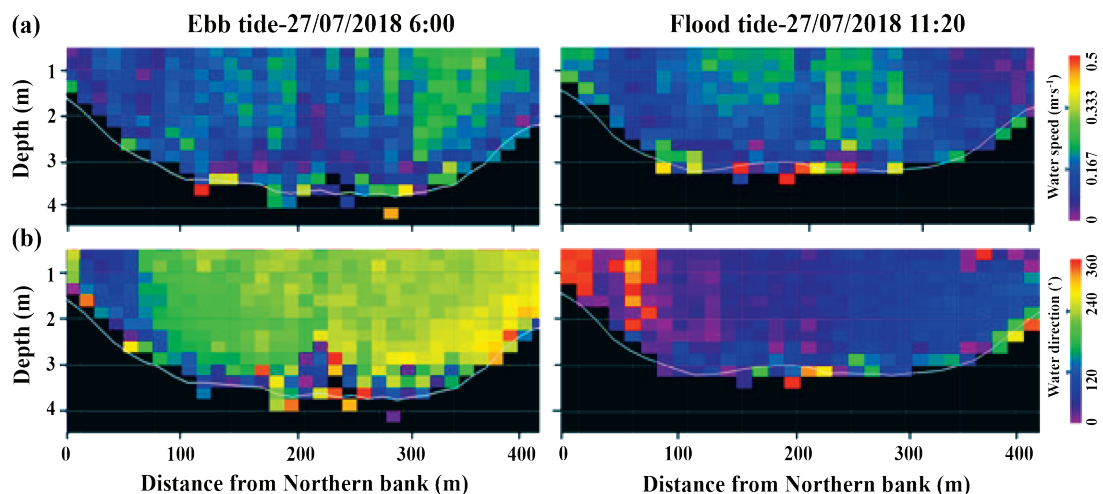 (a)
Ebb tide-27/07/2018 6:00
Flood tide-27/07/2018 11:20
Depth (m)
1
2
3
4
Water speed (m·s⁻¹)
0.5
0.333
0.167
0
(b)
Depth (m)
1
2
3
4
Water direction (°)
360
240
120
0
0
100
200
300
400
0
100
200
300
400
Distance from Northern bank (m)
Distance from Northern bank (m)